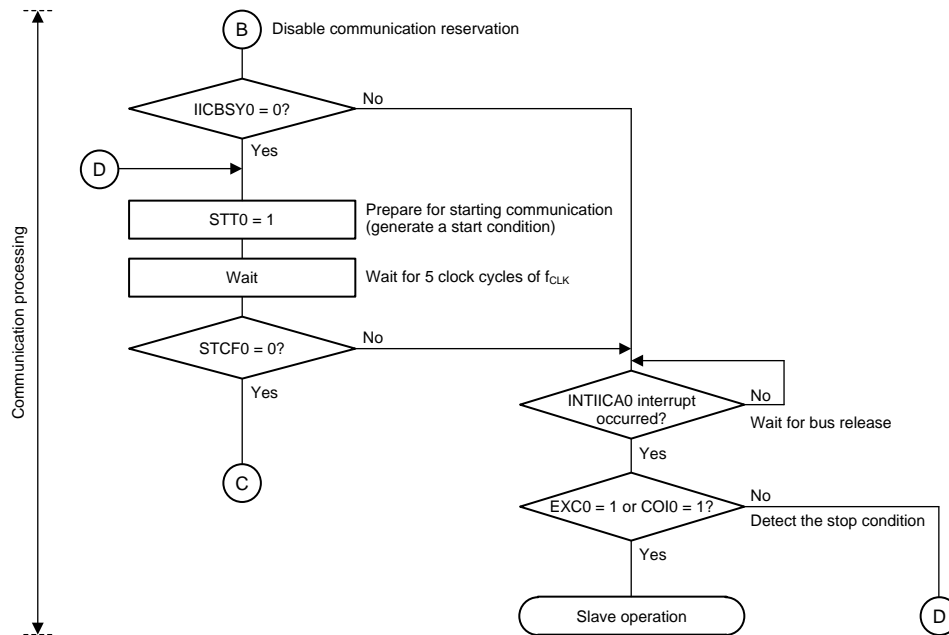 B
Disable communication reservation
IICBSY0 = 0?
No
Yes
D
STT0 = 1
Prepare for starting communication
(generate a start condition)
Wait
Wait for 5 clock cycles of fCLK
STCF0 = 0?
No
Yes
INTIICA0 interrupt
occurred?
No
Wait for bus release
Yes
C
EXC0 = 1 or COI0 = 1?
No
Detect the stop condition
Yes
Slave operation
D
Communication processing